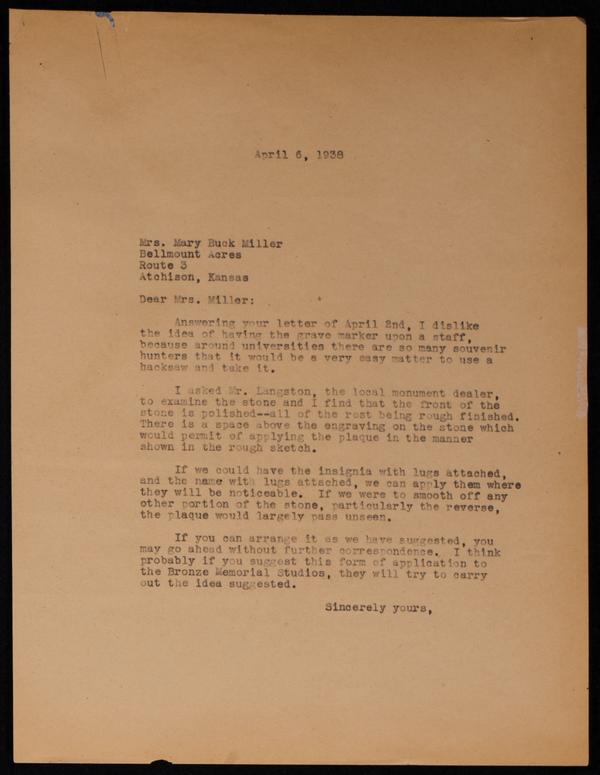 April 6, 1938
Mrs. Mary Buck Miller
Bellmount Acres
Route 3
Atchison, Kansas
Dear Mrs. Miller:
Answering your letter of April 2nd, I dislike
the idea of having the grave marker upon a staff,
because around universities there are so many souvenir
hunters that it would be a very easy matter to use a
hacksaw and take it.
I asked Mr. Langston, the local monument dealer,
to examine the stone and I find that the front of the
stone is polished--all of the rest being rough finished.
There is a space above the engraving on the stone which
would permit of applying the plaque in the manner
shown in the rough sketch.
If we could have the insignia with lugs attached,
and the name with lugs attached, we can apply them where
they will be noticeable. If we were to smooth off any
other portion of the stone, particularly the reverse,
the plaque would largely pass unseen.
If you can arrange it as we have suggested, you
may go ahead without further correspondence. I think
probably if you suggest this form of application to
the Bronze Memorial Studios, they will try to carry
out the idea suggested.
Sincerely yours,